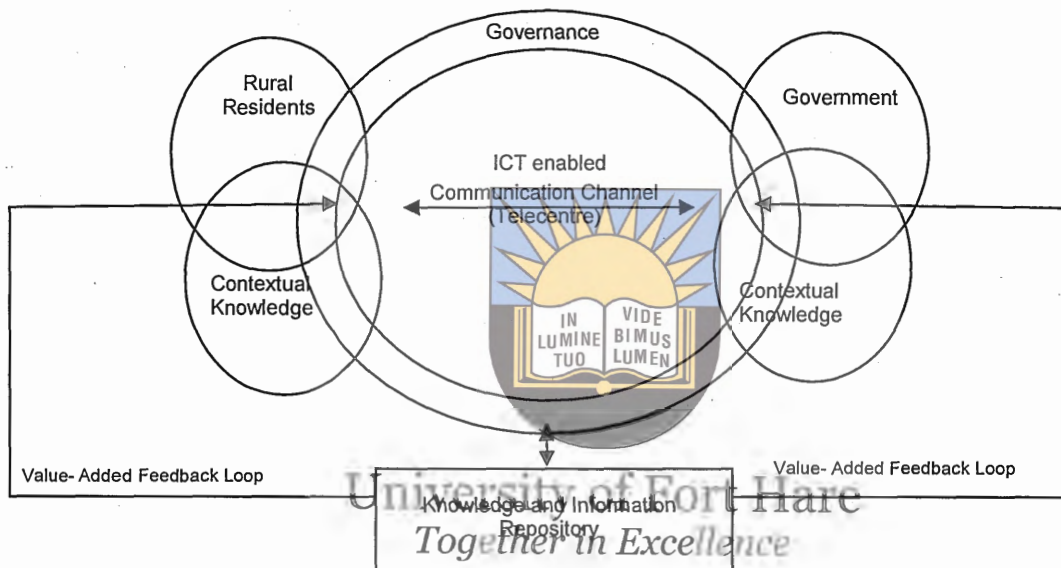 Governance
Rural
Residents
Government
ICT enabled
Communication Channel
(Telecentre)
Contextual
Knowledge
Contextual
Knowledge
IN
LUMINE
TUO
VIDE
BIMUS
LUMEN
Value- Added Feedback Loop
Value- Added Feedback Loop
University of Fort Hare
Knowledge and Information
Repository
Together in Excellence